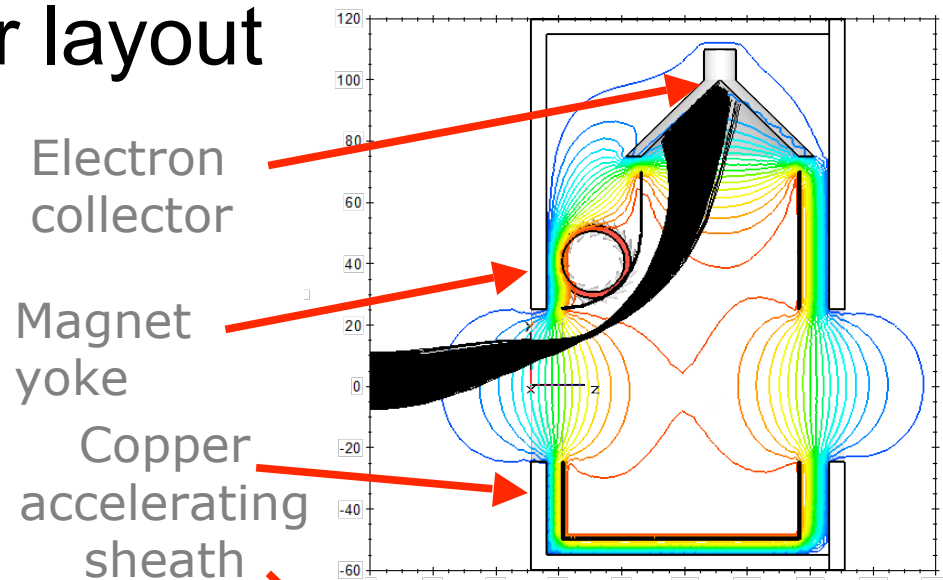 r layout
Electron
collector
Magnet
yoke
Copper
accelerating
sheath
120
100
80
60
40
20
0
-20
-40
-60
Y
X
Z